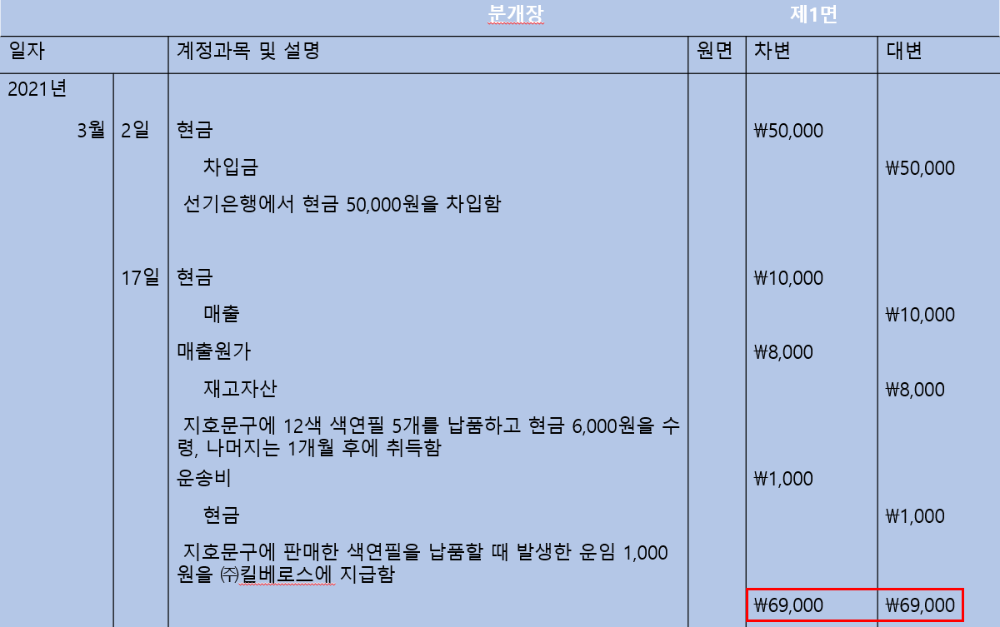 분개장 제1면
일자 계정과목 및 설명 원면 차변 대변
2021년
3월 2일 현금 ₩50,000
차입금 ₩50,000
선기은행에서 현금 50,000원을 차입함
17일 현금 ₩10,000
매출 ₩10,000
매출원가 ₩8,000
재고자산 ₩8,000
지호문구에 12색 색연필 5개를 납품하고 현금 6,000원을 수
령, 나머지는 1개월 후에 취득함
운송비 ₩1,000
현금 ₩1,000
지호문구에 판매한 색연필을 납품할 때 발생한 운임 1,000
원을 ㈜킬베로스에 지급함
₩69,000 ₩69,000